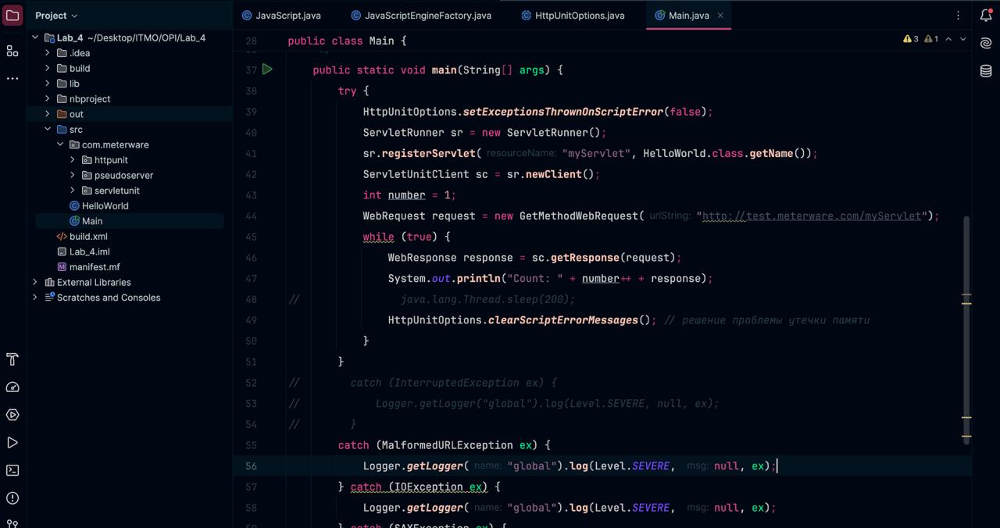 Project
JavaScript.java
JavaScriptEngineFactory.java
HttpUnitOptions.java
Main.java
Lab_4 ~/Desktop/ITMO/OPI/Lab_4
.idea
build
lib
nbproject
out
src
com.meterware
httpunit
pseudoserver
servletunit
HelloWorld
Main
build.xml
Lab_4.iml
manifest.mf
External Libraries
Scratches and Consoles
28 public class Main {
3 1
37 public static void main(String[] args) {
38 try {
39 HttpUnitOptions.setExceptionsThrownOnScriptError(false);
40 ServletRunner sr = new ServletRunner();
41 sr.registerServlet( resourceName: "myServlet", HelloWorld.class.getName());
42 ServletUnitClient sc = sr.newClient();
43 int number = 1;
44 WebRequest request = new GetMethodWebRequest( urlString: "http://test.meterware.com/myServlet");
45 while (true) {
46 WebResponse response = sc.getResponse(request);
47 System.out.println("Count: " + number++ + response);
48 // java.lang.Thread.sleep(200);
49 HttpUnitOptions.clearScriptErrorMessages(); // решение проблемы утечки памяти
50 }
51 }
52 // catch (InterruptedException ex) {
53 // Logger.getLogger("global").log(Level.SEVERE, null, ex);
54 // }
55 catch (MalformedURLException ex) {
56 Logger.getLogger( name: "global").log(Level.SEVERE, msg: null, ex);
57 } catch (IOException ex) {
58 Logger.getLogger( name: "global").log(Level.SEVERE, msg: null, ex);
59 } catch (SAXException ex) {